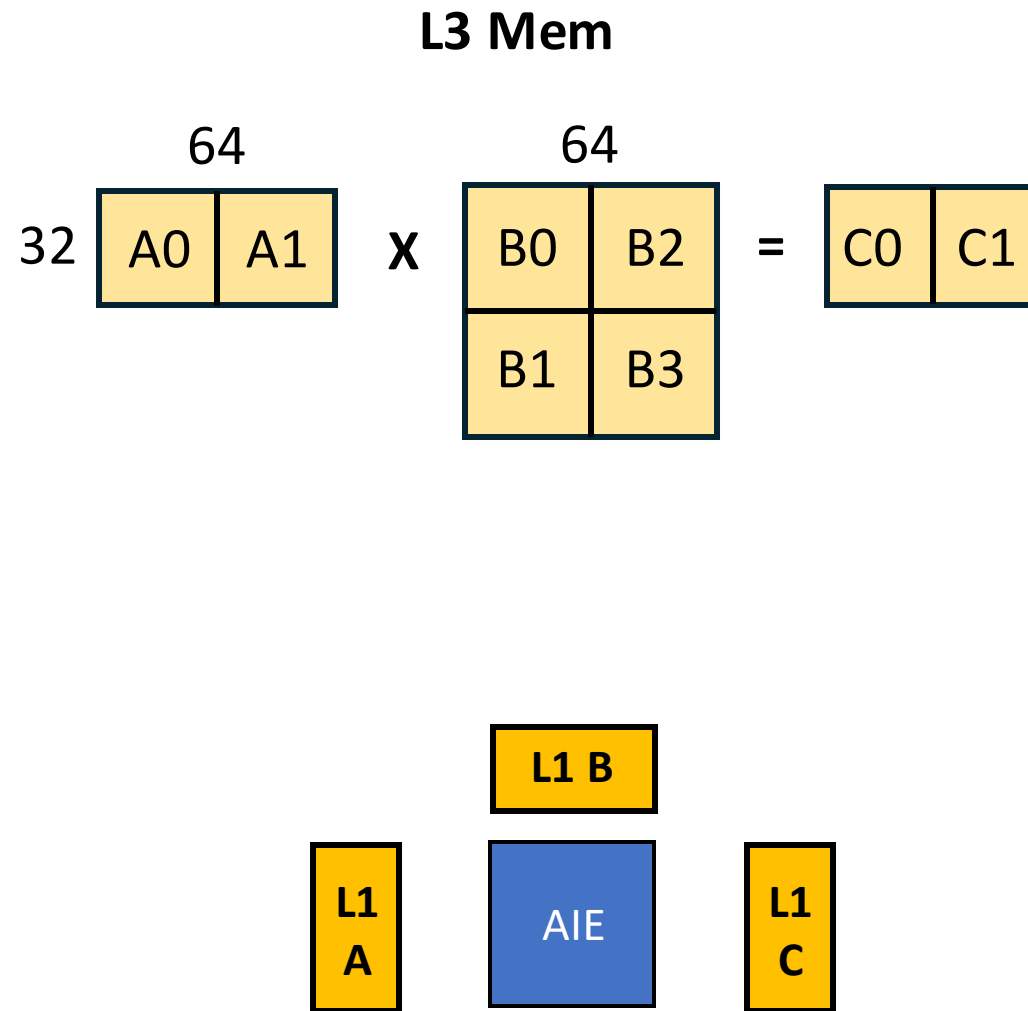 L3 Mem
64 64
32 A0 A1 X B0 B2 = C0 C1
B1 B3
L1 B
L1 A
AIE
L1 C